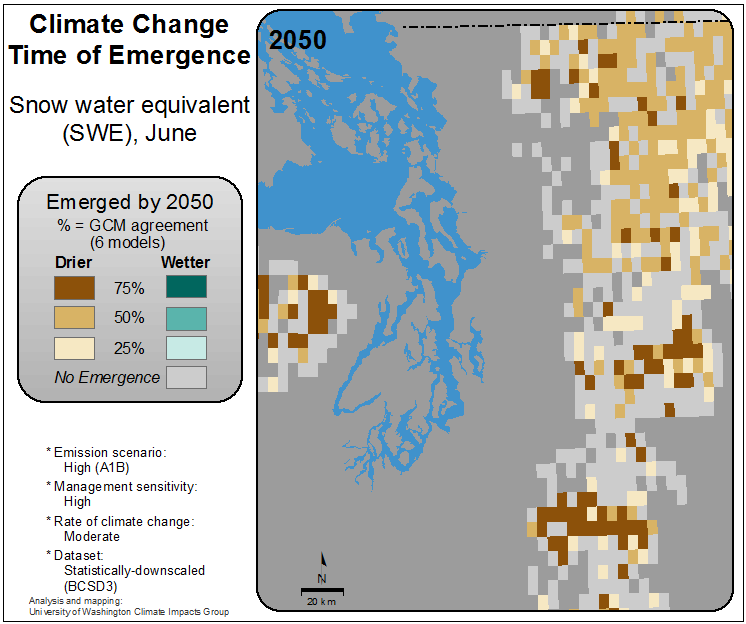 Climate Change
Time of Emergence
Snow water equivalent
(SWE), June
Emerged by 2050
% = GCM agreement
(6 models)
Drier Wetter
75%
50%
25%
No Emergence
* Emission scenario:
High (A1B)
* Management sensitivity:
High
* Rate of climate change:
Moderate
* Dataset:
Statistically-downscaled
(BCSD3)
Analysis and mapping:
University of Washington Climate Impacts Group
2050
N
20 km